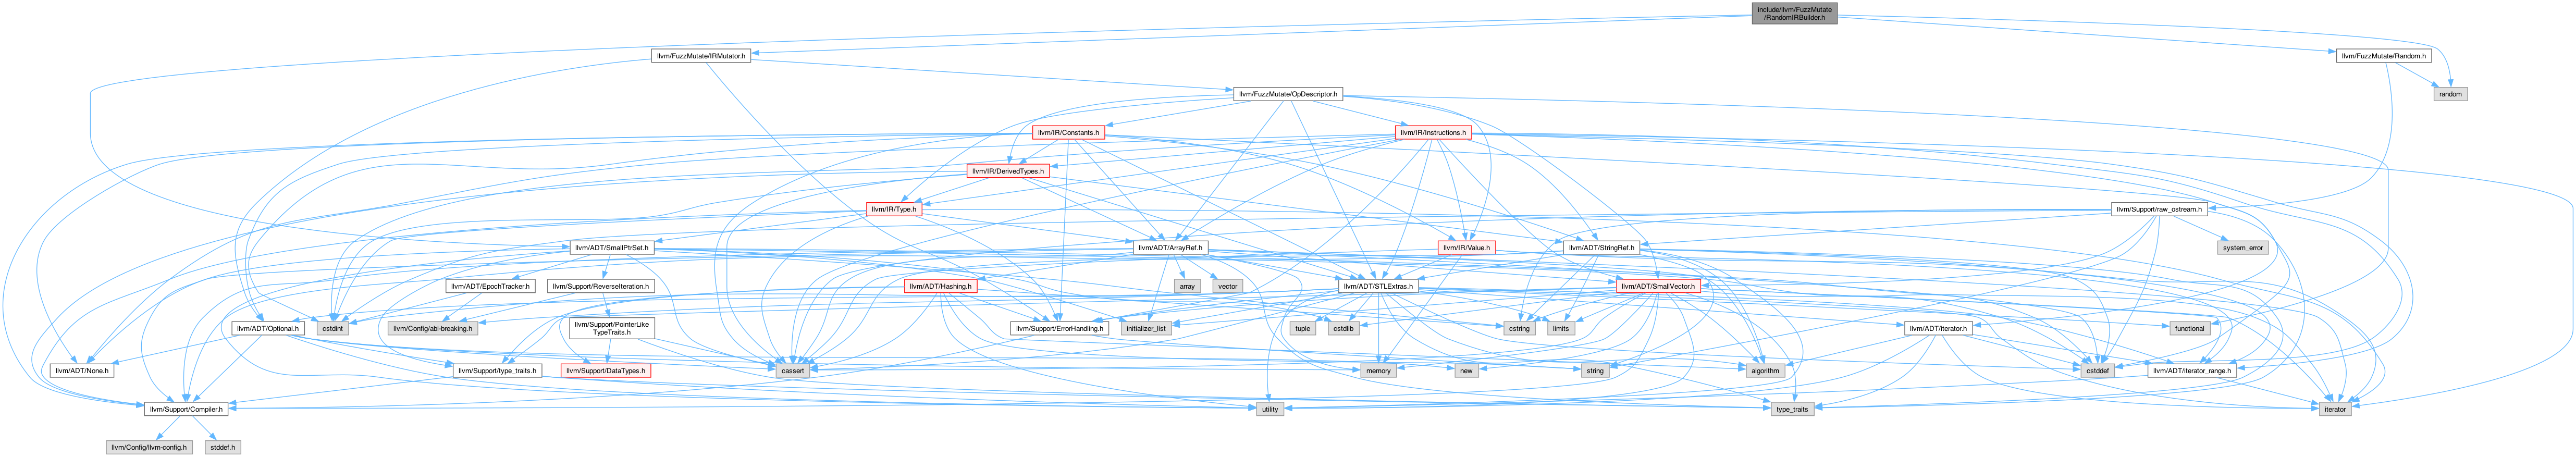 include/llvm/FuzzMutate
/RandomIRBuilder.h
llvm/FuzzMutate/IRMutator.h
llvm/FuzzMutate/Random.h
llvm/FuzzMutate/OpDescriptor.h
random
llvm/IR/Constants.h
llvm/IR/Instructions.h
llvm/IR/DerivedTypes.h
llvm/IR/Type.h
llvm/Support/raw_ostream.h
llvm/ADT/SmallPtrSet.h
llvm/ADT/ArrayRef.h
llvm/IR/Value.h
llvm/ADT/StringRef.h
system_error
llvm/ADT/EpochTracker.h
llvm/Support/ReverseIteration.h
llvm/ADT/Hashing.h
array
vector
llvm/ADT/STLExtras.h
llvm/ADT/SmallVector.h
llvm/ADT/Optional.h
cstdint
llvm/Config/abi-breaking.h
llvm/Support/PointerLike
TypeTraits.h
llvm/Support/ErrorHandling.h
initializer_list
tuple
cstdlib
cstring
limits
llvm/ADT/iterator.h
functional
llvm/ADT/None.h
llvm/Support/type_traits.h
llvm/Support/DataTypes.h
cassert
memory
new
string
algorithm
cstddef
llvm/ADT/iterator_range.h
llvm/Support/Compiler.h
utility
type_traits
iterator
llvm/Config/llvm-config.h
stddef.h